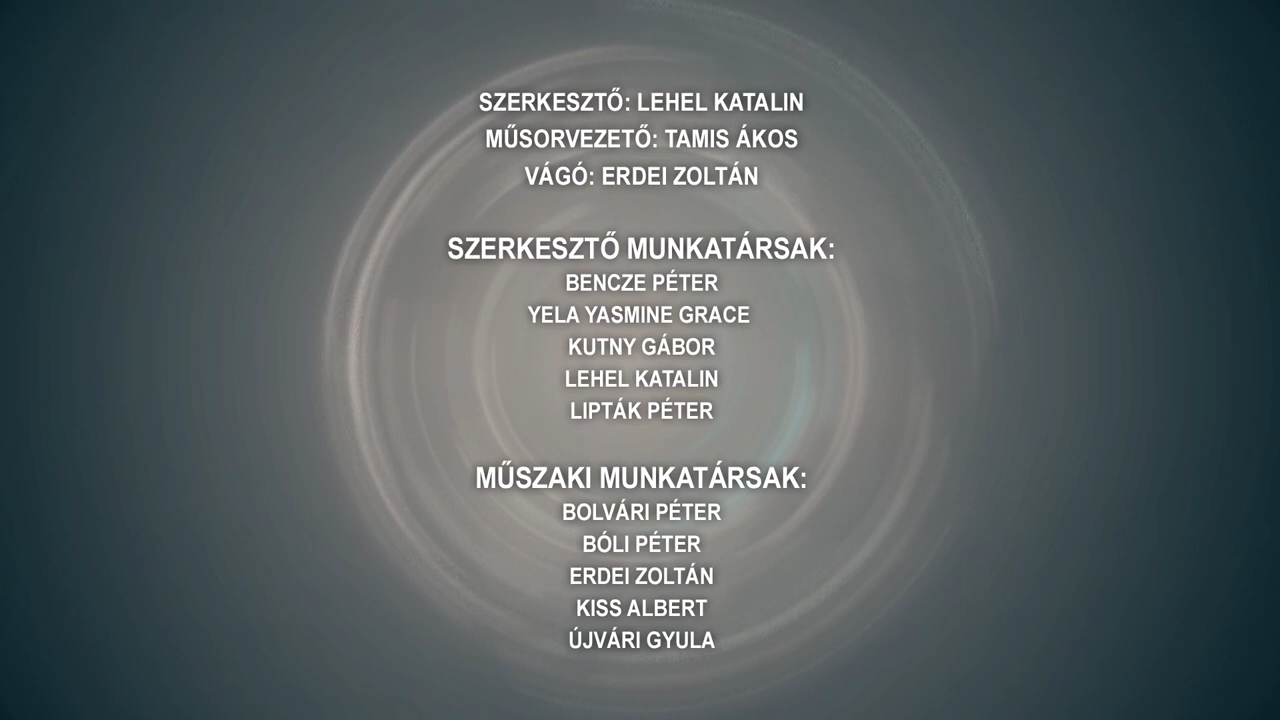 SZERKESZTŐ: LEHEL KATALIN
MŰSORVEZETŐ: TAMIS ÁKOS
VÁGÓ: ERDEI ZOLTÁN
SZERKESZTŐ MUNKATÁRSAK:
BENCZE PÉTER
YELA YASMINE GRACE
KUTNY GÁBOR
LEHEL KATALIN
LIPTÁK PÉTER
MŰSZAKI MUNKATÁRSAK:
BOLVÁRI PÉTER
BÓLI PÉTER
ERDEI ZOLTÁN
KISS ALBERT
ÚJVÁRI GYULA